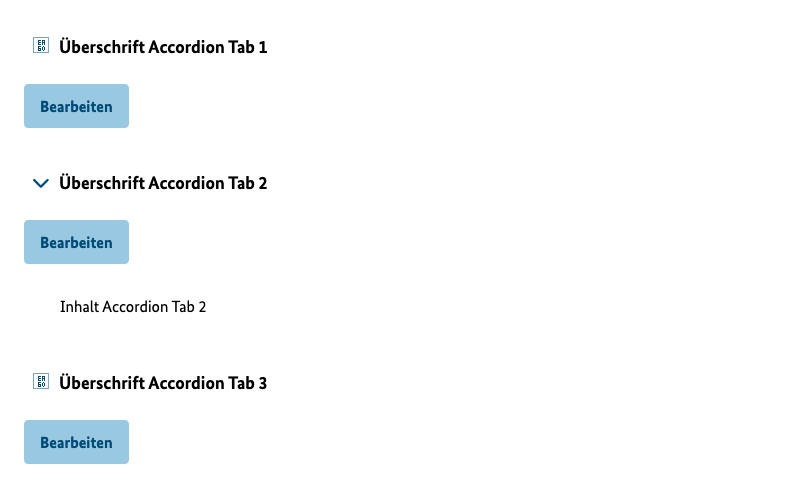 Überschrift Accordion Tab 1
Bearbeiten
Überschrift Accordion Tab 2
Bearbeiten
Inhalt Accordion Tab 2
Überschrift Accordion Tab 3
Bearbeiten